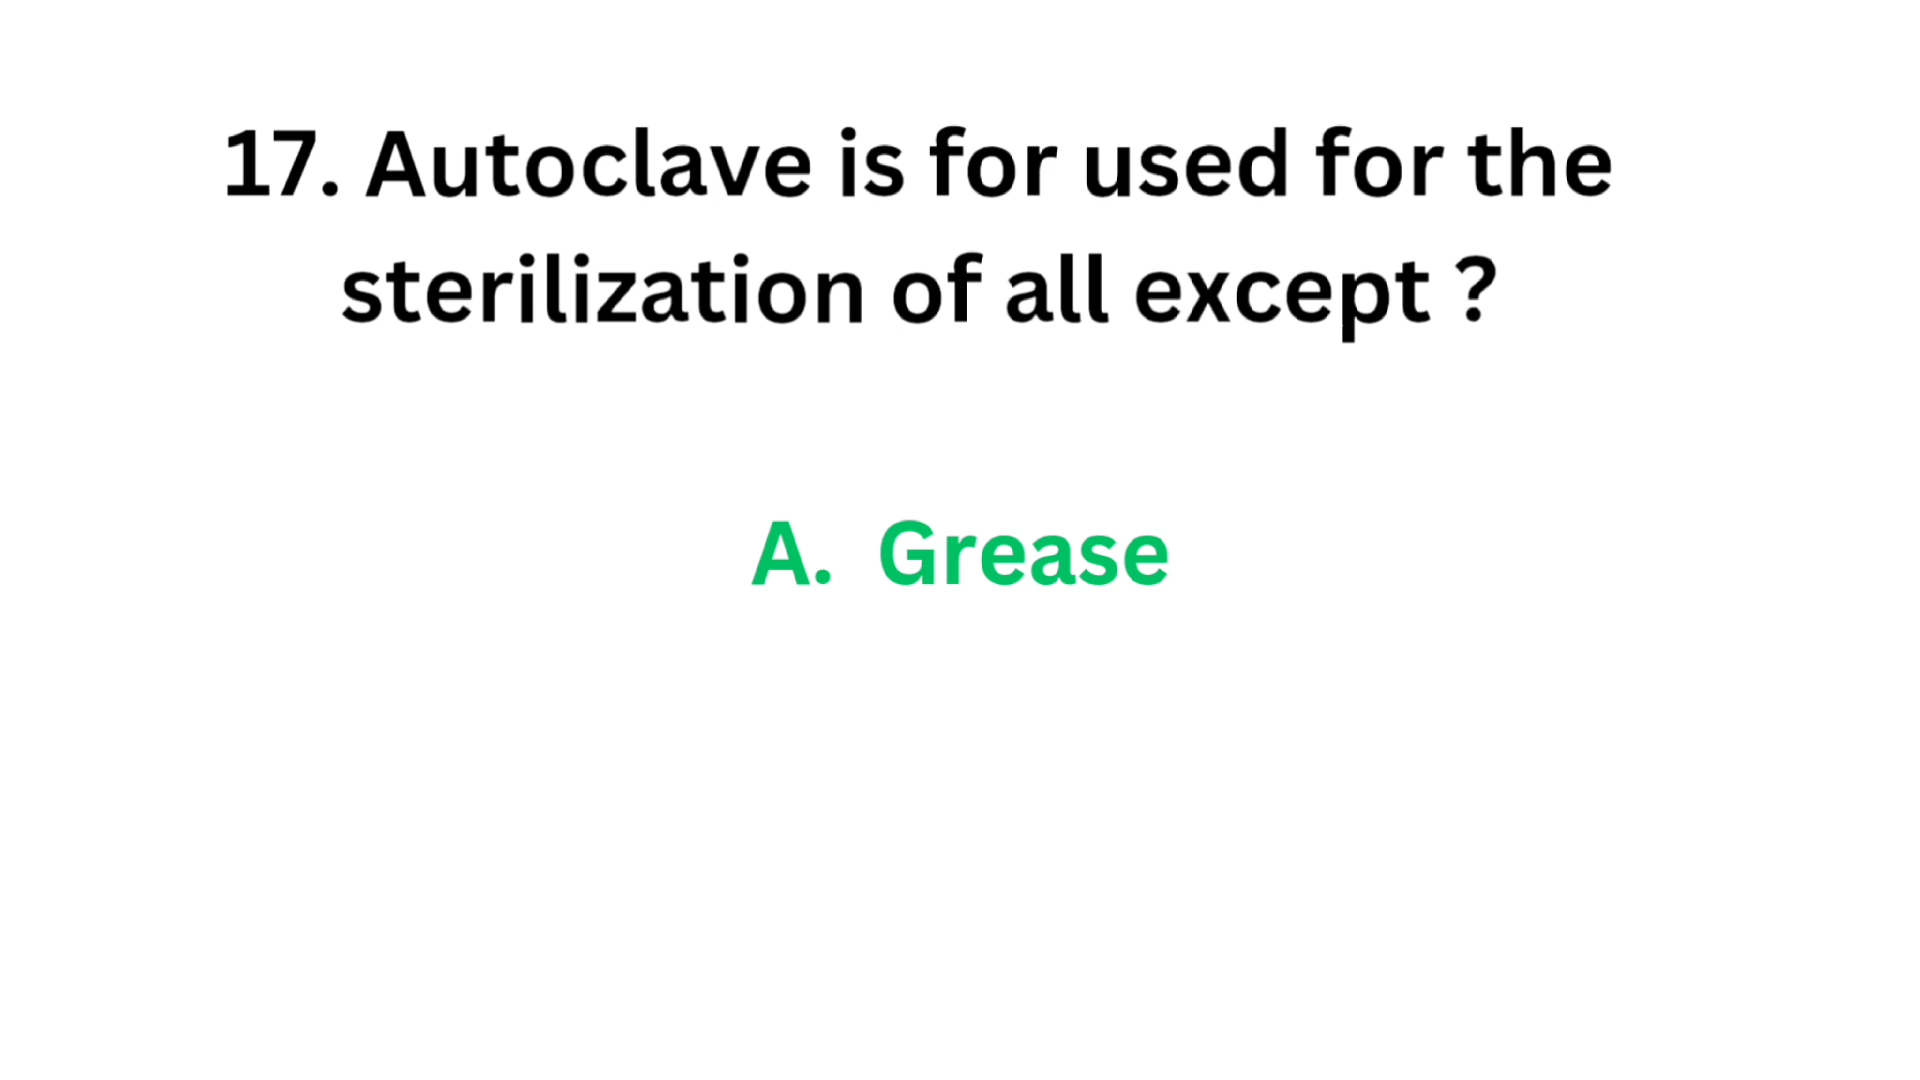 17. Autoclave is for used for the
sterilization of all except ?
A. Grease